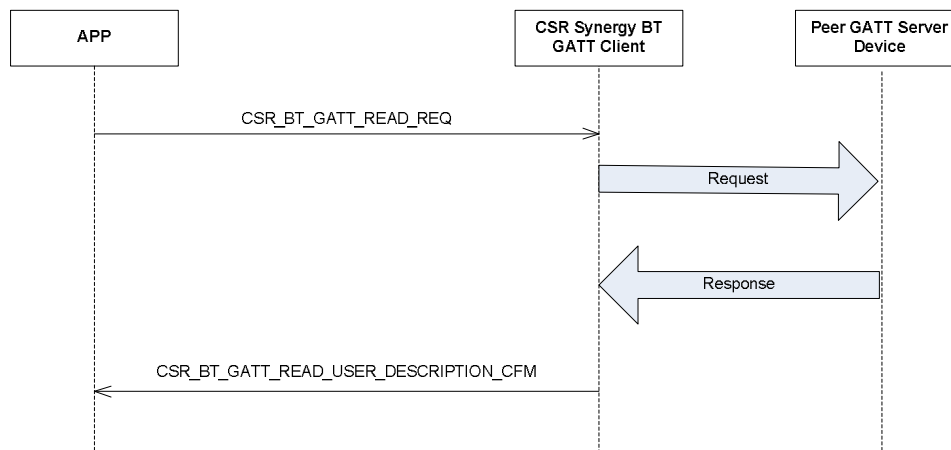 APP
CSR Synergy BT
GATT Client
Peer GATT Server
Device
CSR_BT_GATT_READ_REQ
Request
Response
CSR_BT_GATT_READ_USER_DESCRIPTION_CFM